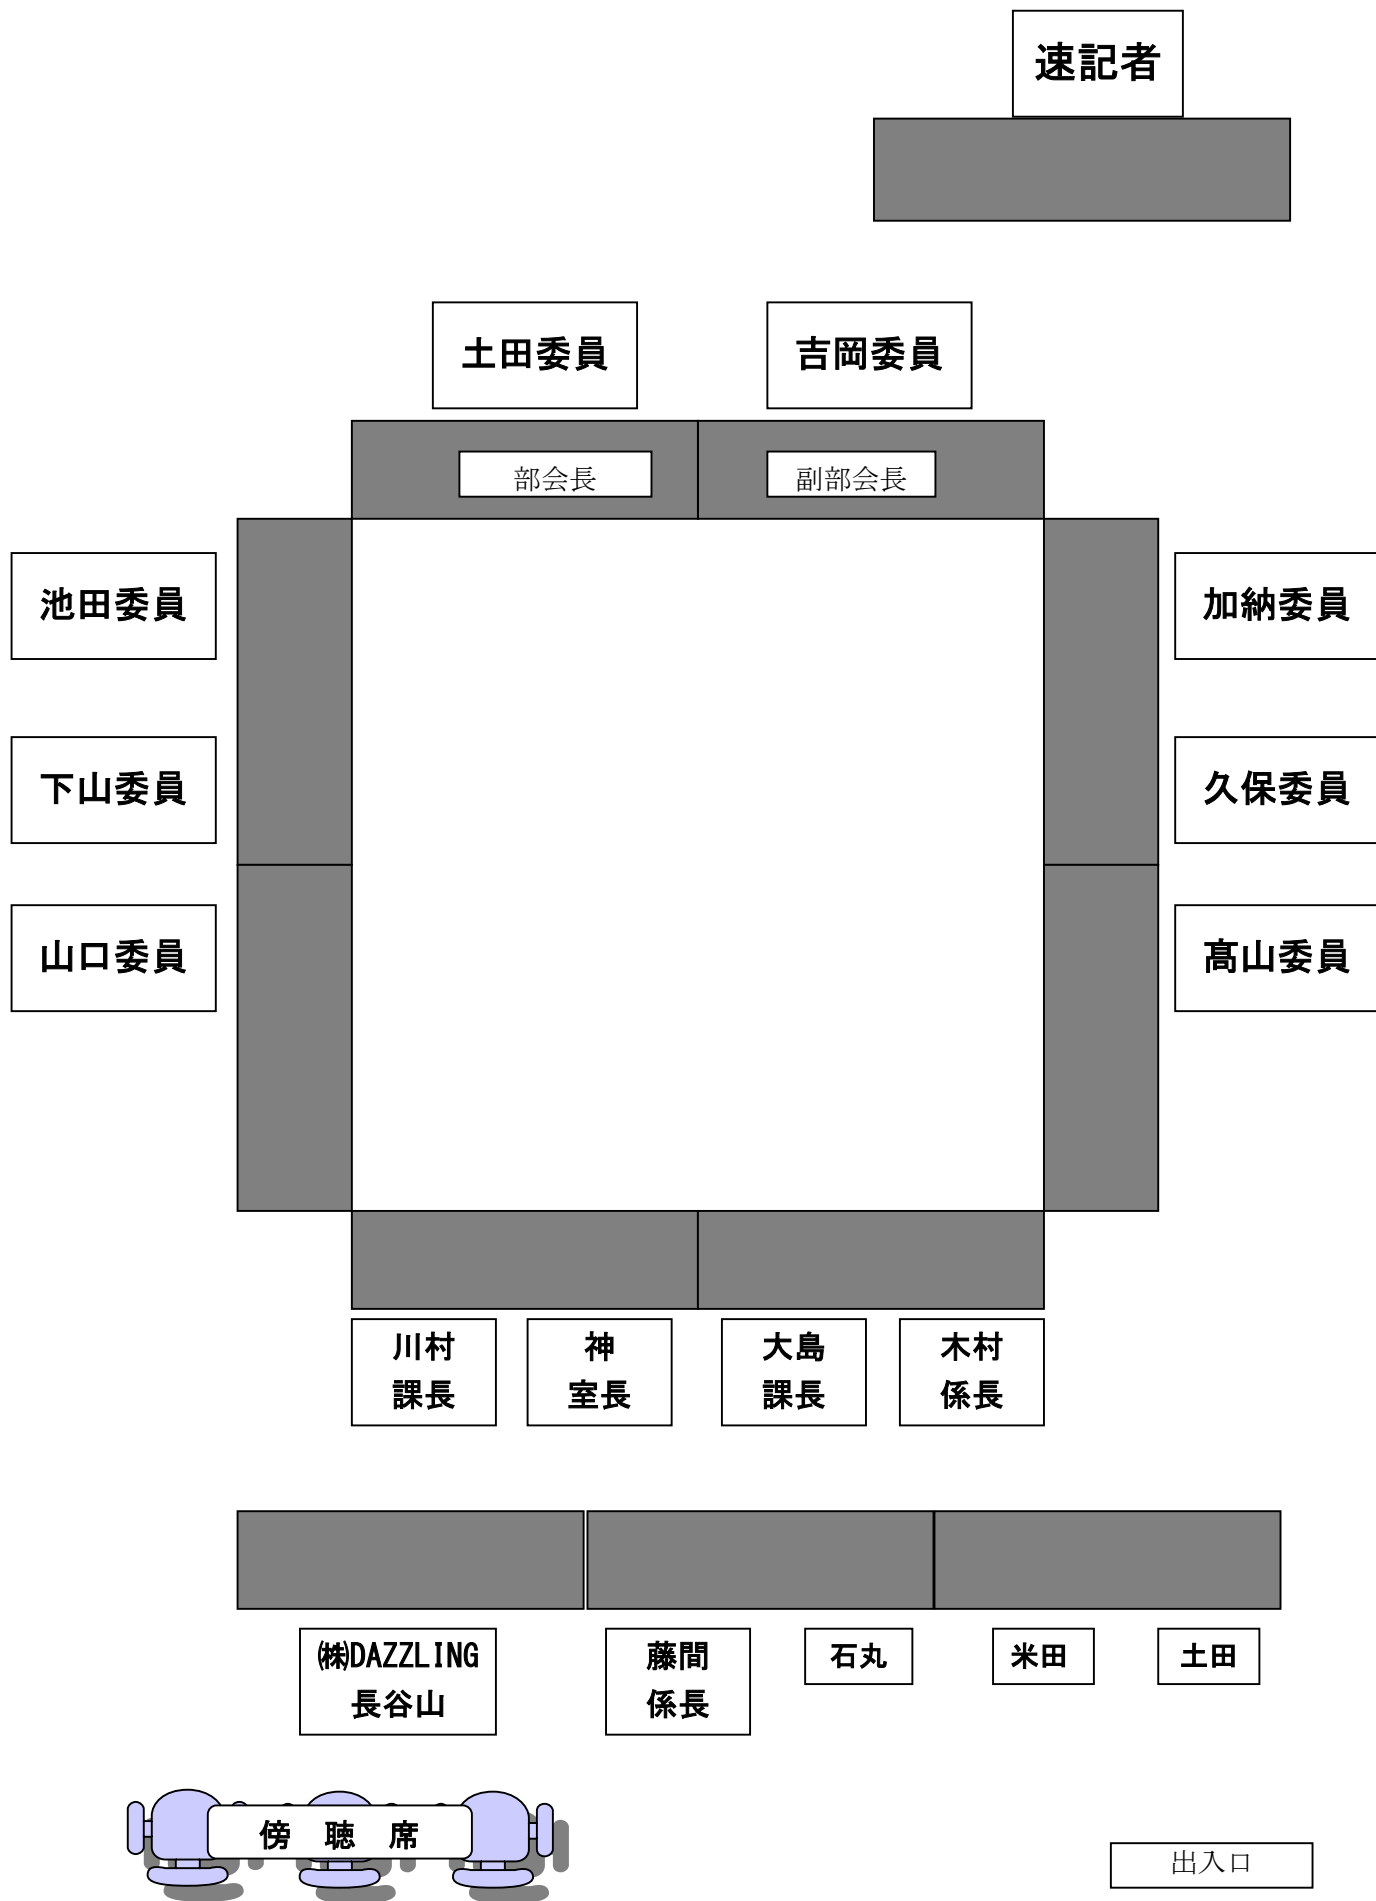 速記者
土田委員
吉岡委員
部会長
副部会長
池田委員
加納委員
下山委員
久保委員
山口委員
髙山委員
川村
課長
神
室長
大島
課長
木村
係長
㈱DAZZLING
長谷山
藤間
係長
石丸
米田
土田
傍 聴 席
出入口